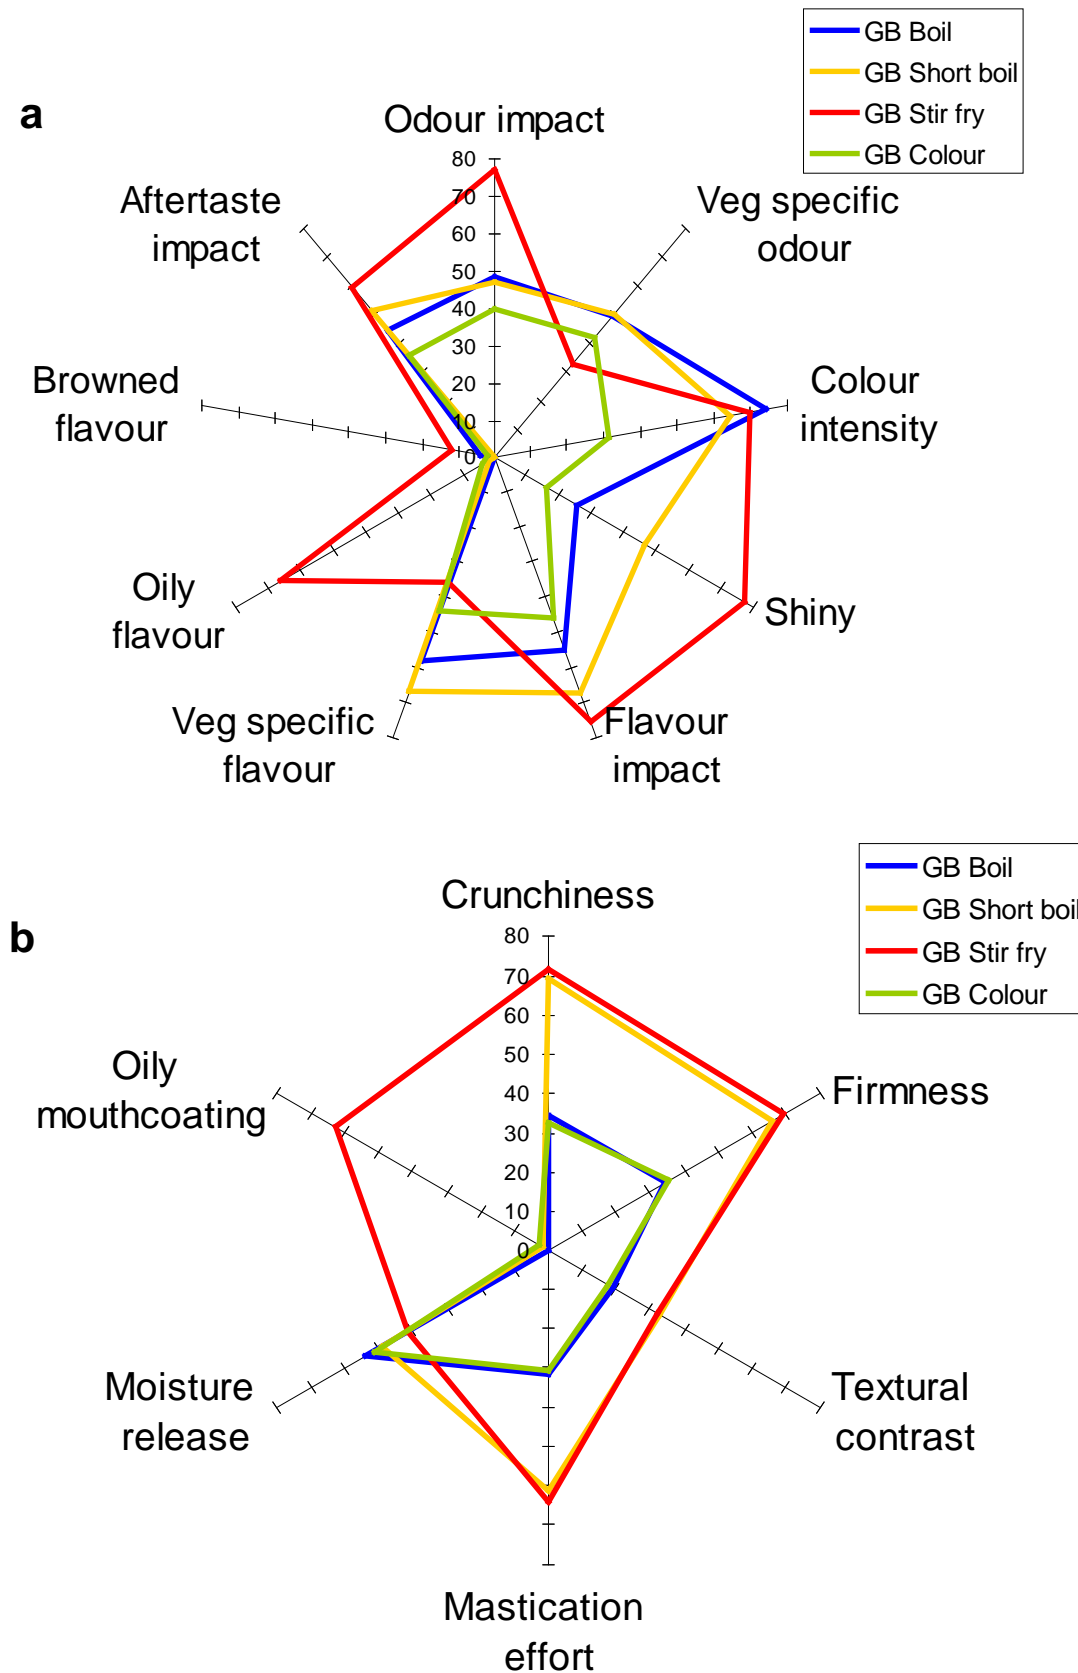 GB Boil
GB Short boil
GB Stir fry
GB Colour
a
Odour impact
Veg specific
odour
Colour
intensity
Shiny
Flavour
impact
Veg specific
flavour
Oily
flavour
Browned
flavour
Aftertaste
impact
80
70
60
50
40
30
20
10
0
GB Boil
GB Short boil
GB Stir fry
GB Colour
b
Crunchiness
Firmness
Textural
contrast
Mastication
effort
Moisture
release
Oily
mouthcoating
80
70
60
50
40
30
20
10
0